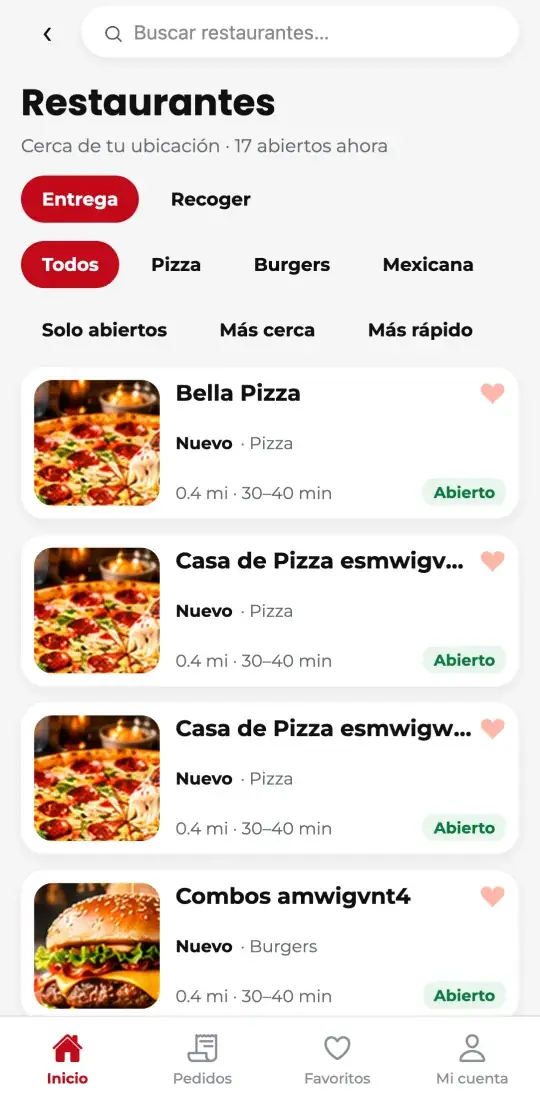 Buscar restaurantes...
Restaurantes
Cerca de tu ubicación · 17 abiertos ahora
Entrega Recoger
Todos Pizza Burgers Mexicana
Solo abiertos Más cerca Más rápido
Bella Pizza
Nuevo · Pizza
0.4 mi · 30–40 min Abierto
Casa de Pizza esmwigv...
Nuevo · Pizza
0.4 mi · 30–40 min Abierto
Casa de Pizza esmwigw...
Nuevo · Pizza
0.4 mi · 30–40 min Abierto
Combos amwigvnt4
Nuevo · Burgers
0.4 mi · 30–40 min Abierto
Inicio Pedidos Favoritos Mi cuenta